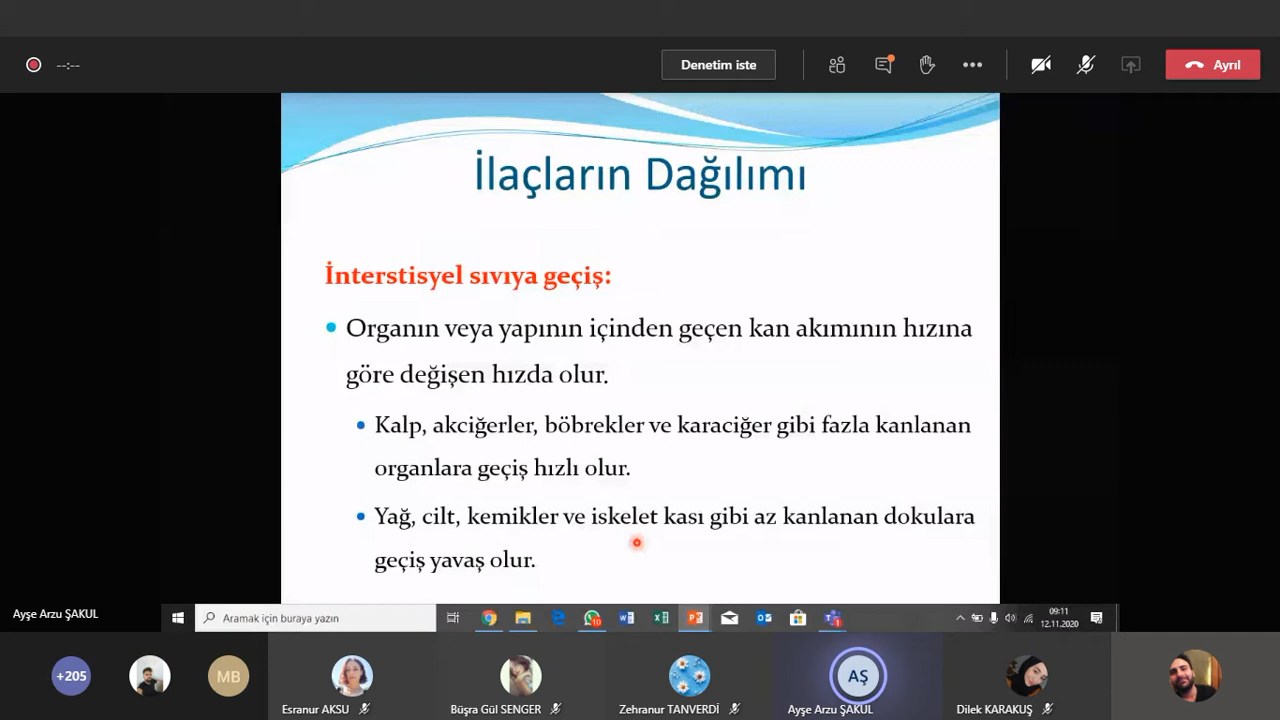 --:--
Denetim iste
Ayrıl
İlaçların Dağılımı
İnterstisyel sıvıya geçiş:
Organın veya yapının içinden geçen kan akımının hızına
göre değişen hızda olur.
Kalp, akciğerler, böbrekler ve karaciğer gibi fazla kanlanan
organlara geçiş hızlı olur.
Yağ, cilt, kemikler ve iskelet kası gibi az kanlanan dokulara
geçiş yavaş olur.
Ayşe Arzu ŞAKUL
Aramak için buraya yazın
09:11
12.11.2020
+205
MB
AŞ
Esranur AKSU
Büşra Gül SENGER
Zehranur TANVERDİ
Ayşe Arzu ŞAKUL
Dilek KARAKUŞ